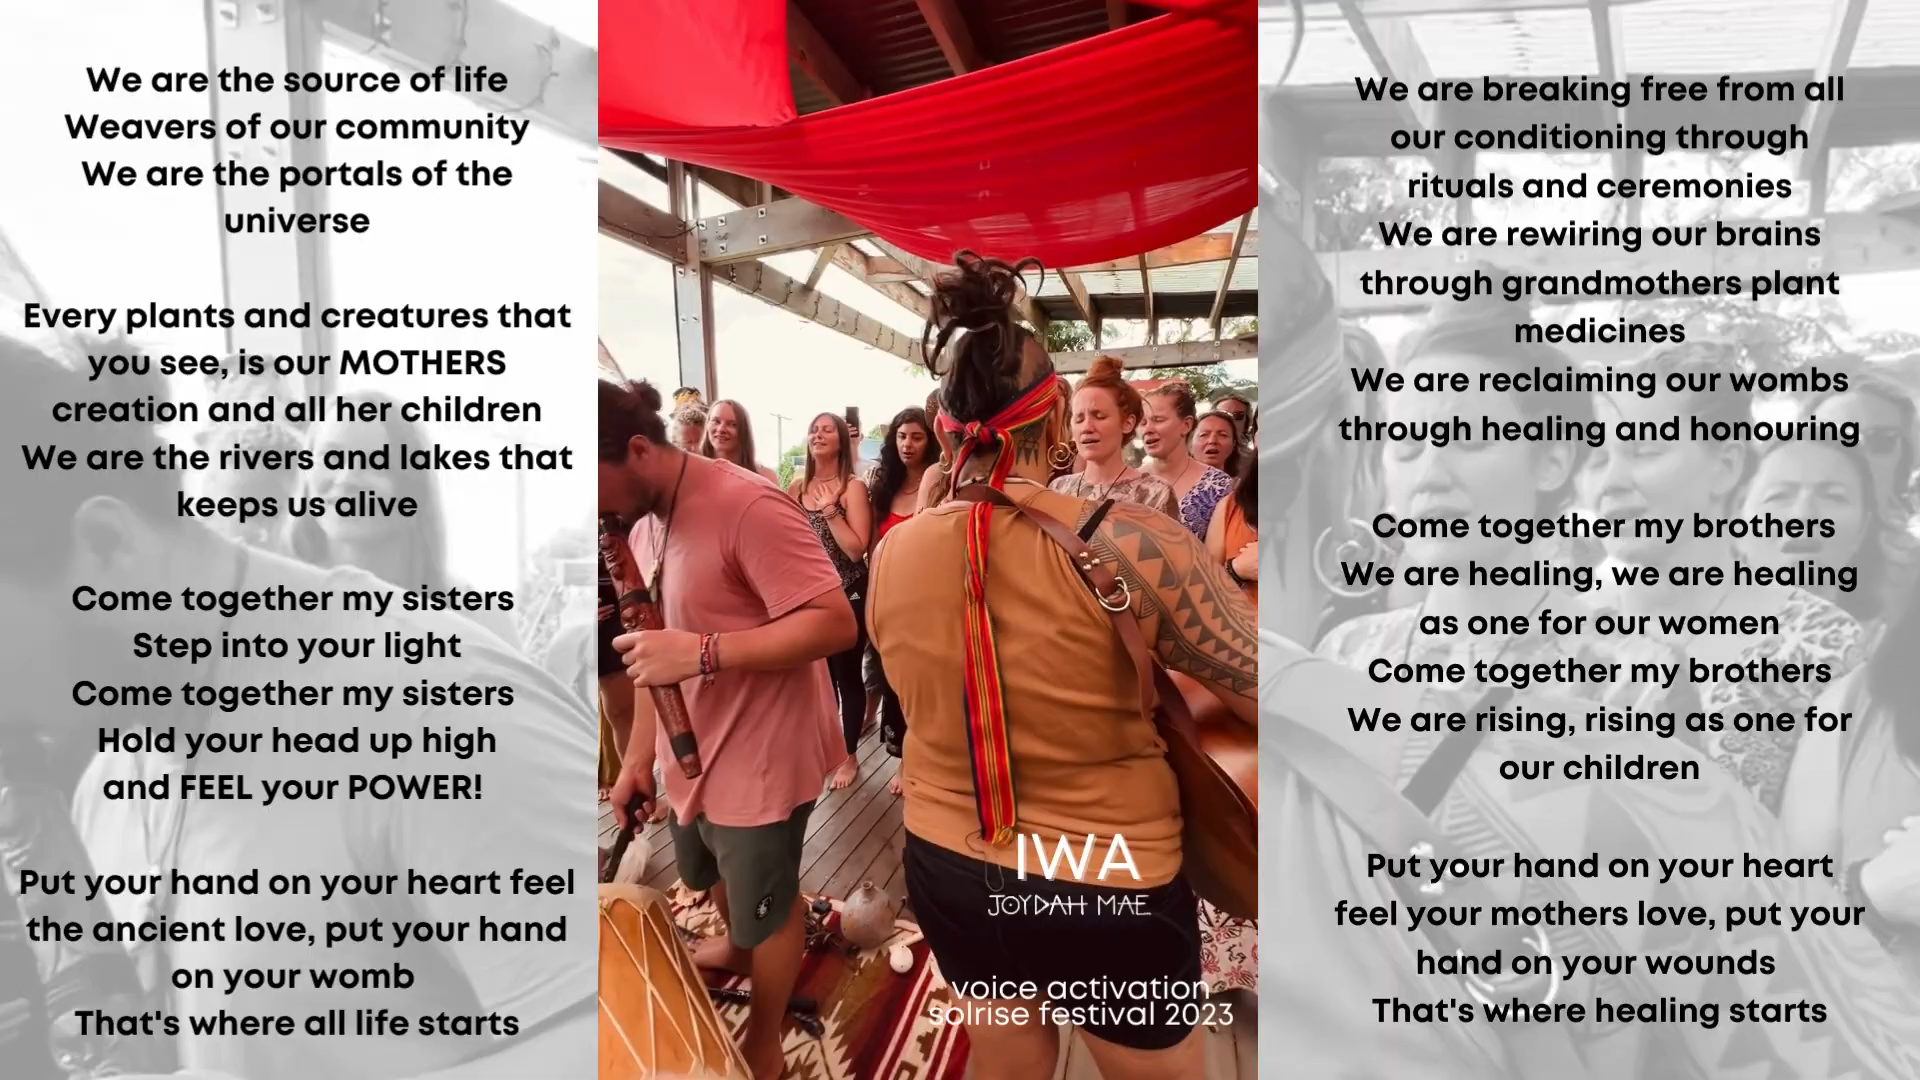 We are the source of life
Weavers of our community
We are the portals of the
universe
Every plants and creatures that
you see, is our MOTHERS
creation and all her children
We are the rivers and lakes that
keeps us alive
Come together my sisters
Step into your light
Come together my sisters
Hold your head up high
and FEEL your POWER!
Put your hand on your heart feel
the ancient love, put your hand
on your womb
That's where all life starts
IWA
JOYDAH MAE
voice activation
solrise festival 2023
We are breaking free from all
our conditioning through
rituals and ceremonies
We are rewiring our brains
through grandmothers plant
medicines
We are reclaiming our wombs
through healing and honouring
Come together my brothers
We are healing, we are healing
as one for our women
Come together my brothers
We are rising, rising as one for
our children
Put your hand on your heart
feel your mothers love, put your
hand on your wounds
That's where healing starts